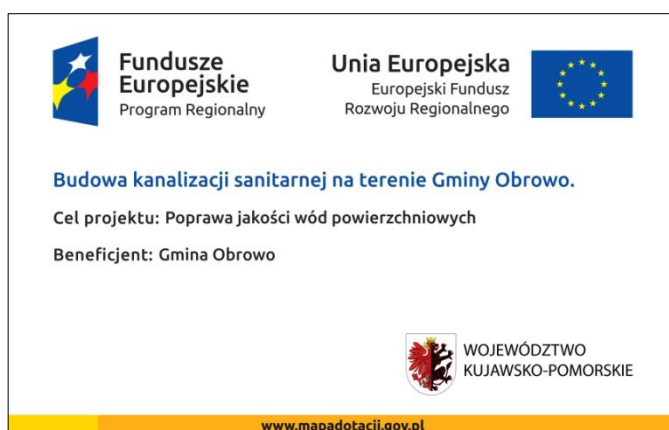 Fundusze
Europejskie
Program Regionalny
Unia Europejska
Europejski Fundusz
Rozwoju Regionalnego
Budowa kanalizacji sanitarnej na terenie Gminy Obrowo.
Cel projektu: Poprawa jakości wód powierzchniowych
Beneficjent: Gmina Obrowo
WOJEWÓDZTWO
KUJAWSKO-POMORSKIE
www.mapadotacji.gov.pl